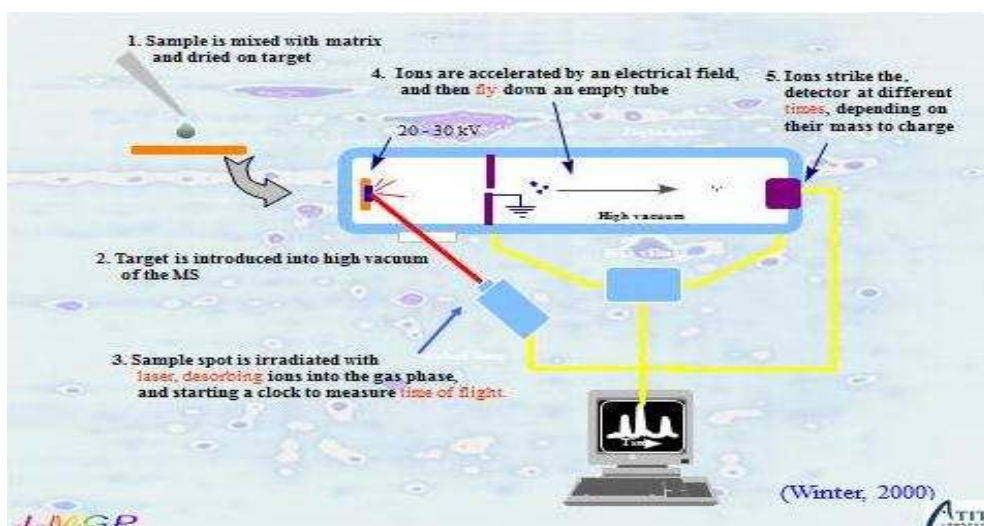 1. Sample is mixed with matrix
and dried on target
4. Ions are accelerated by an electrical field,
and then fly down an empty tube
5. Ions strike the,
detector at different
times, depending on
their mass to charge
20 - 30 kV
High vacuum
2. Target is introduced into high vacuum
of the MS
3. Sample spot is irradiated with
laser, desorbing ions into the gas phase,
and starting a clock to measure time of flight.
(Winter, 2000)